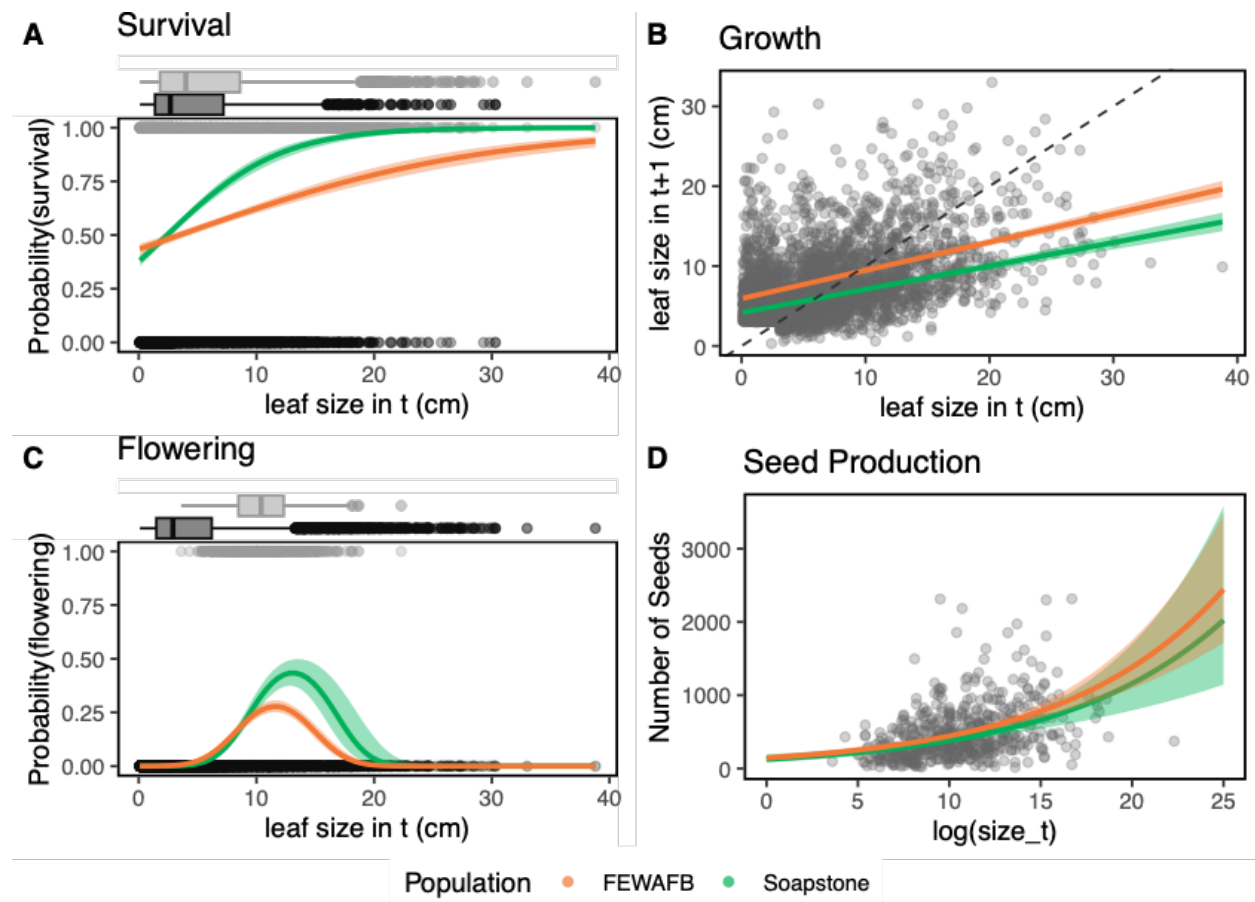 A Survival
1.00
0.75
0.50
0.25
0.00
Probability(survival)
0 10 20 30 40
leaf size in t (cm)
B Growth
30
20
10
0
leaf size in t+1 (cm)
0 10 20 30 40
leaf size in t (cm)
C Flowering
1.00
0.75
0.50
0.25
0.00
Probability(flowering)
0 10 20 30 40
leaf size in t (cm)
D Seed Production
3000
2000
1000
0
Number of Seeds
0 5 10 15 20 25
log(size_t)
Population FEWAFB Soapstone